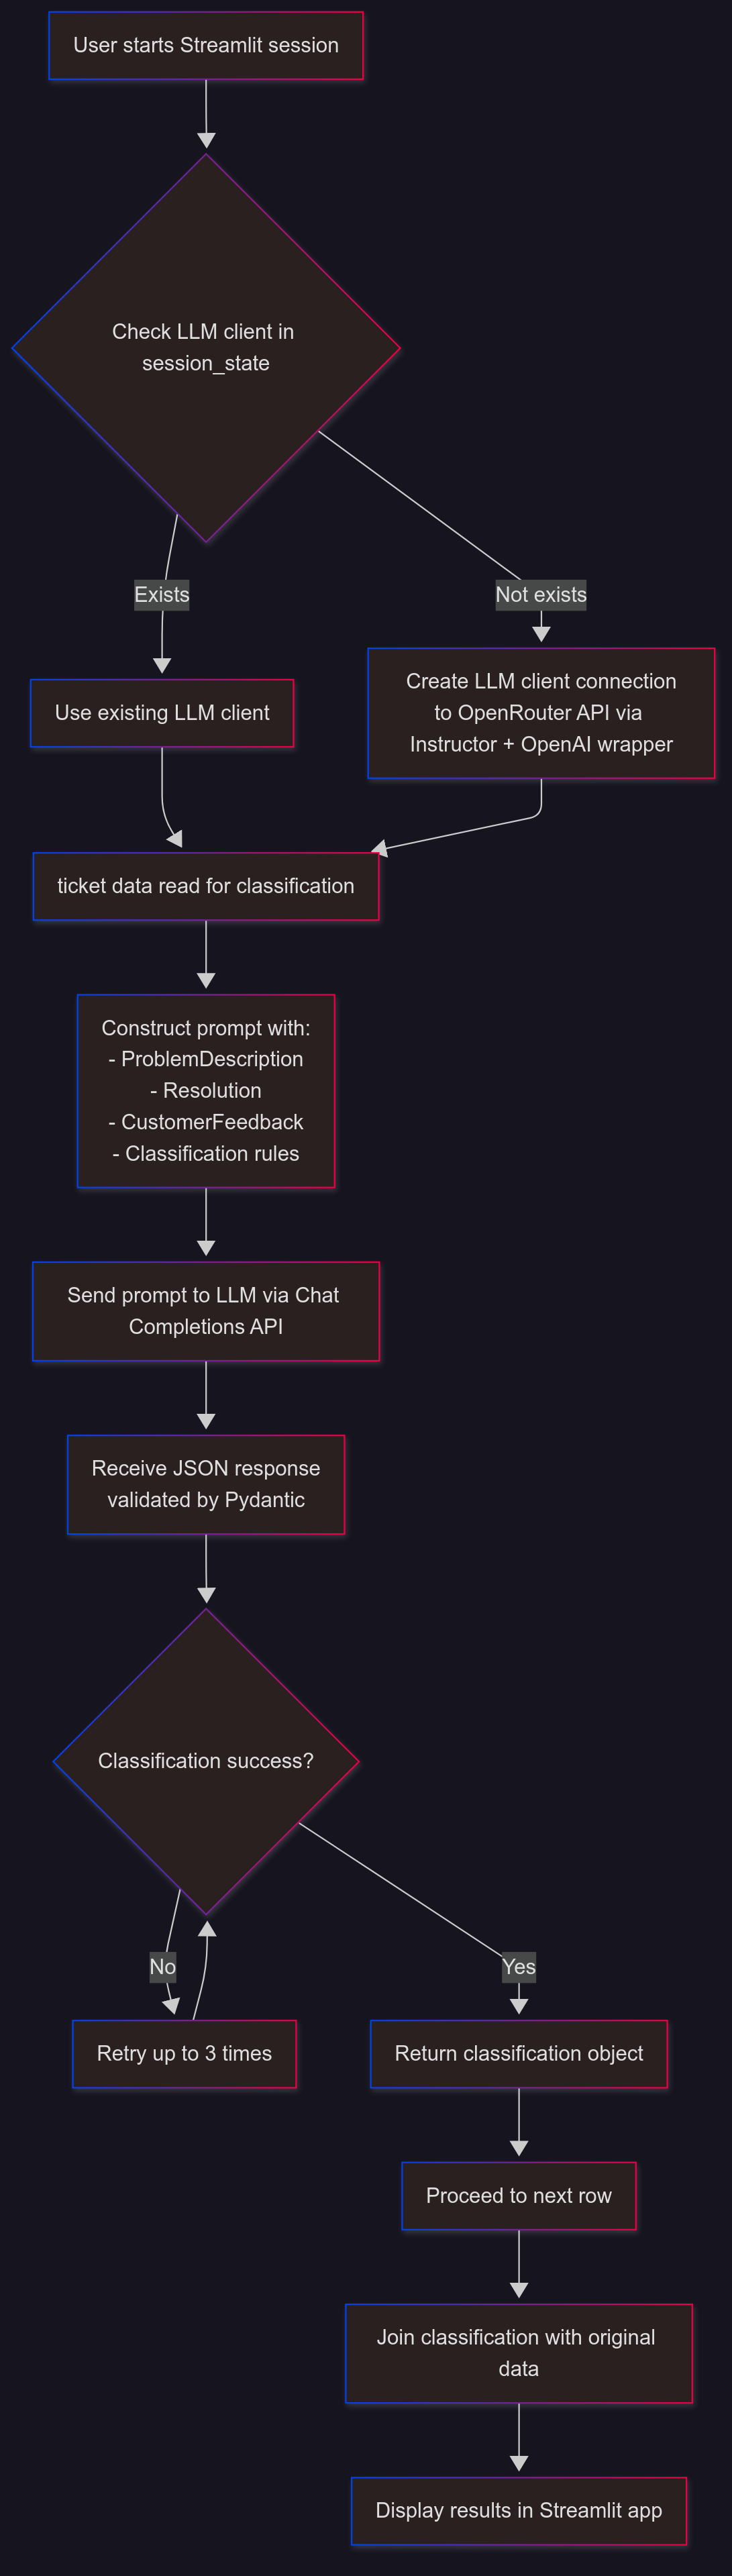 User starts Streamlit session
Check LLM client in
session_state
Exists
Not exists
Use existing LLM client
Create LLM client connection
to OpenRouter API via
Instructor + OpenAI wrapper
ticket data read for classification
Construct prompt with:
- ProblemDescription
- Resolution
- CustomerFeedback
- Classification rules
Send prompt to LLM via Chat
Completions API
Receive JSON response
validated by Pydantic
Classification success?
No
Yes
Retry up to 3 times
Return classification object
Proceed to next row
Join classification with original
data
Display results in Streamlit app